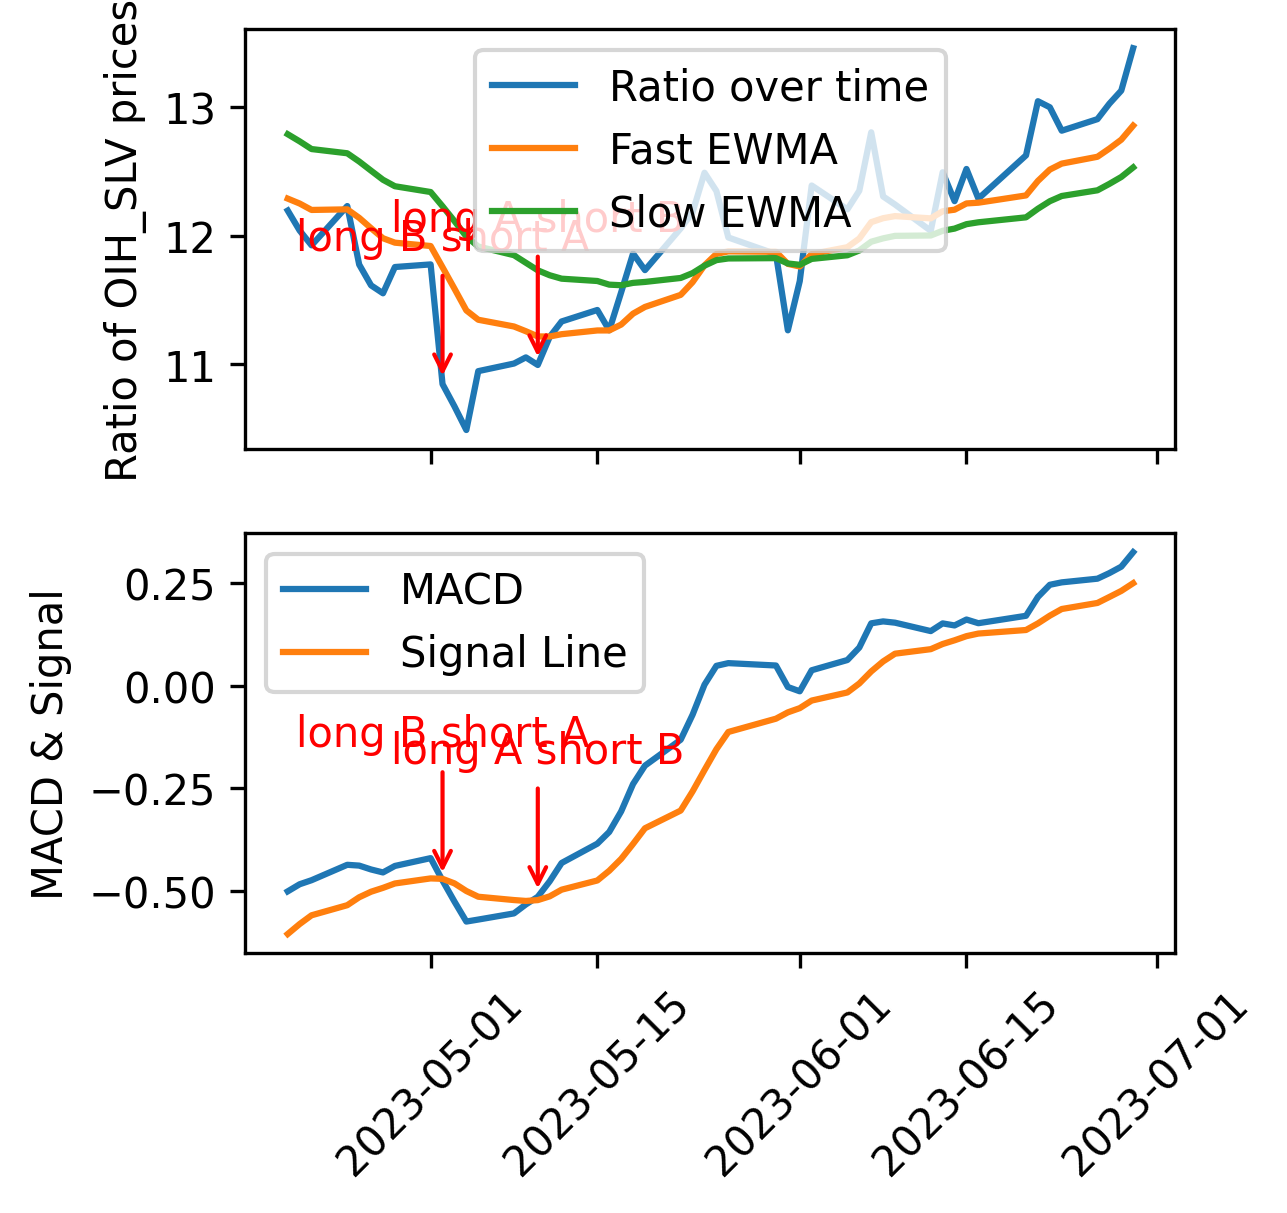 Ratio of OIH_SLV prices
13
12
11
Ratio over time
Fast EWMA
Slow EWMA
long A short B
long B short A
MACD & Signal
0.25
0.00
−0.25
−0.50
MACD
Signal Line
long B short A
long A short B
2023-05-01
2023-05-15
2023-06-01
2023-06-15
2023-07-01